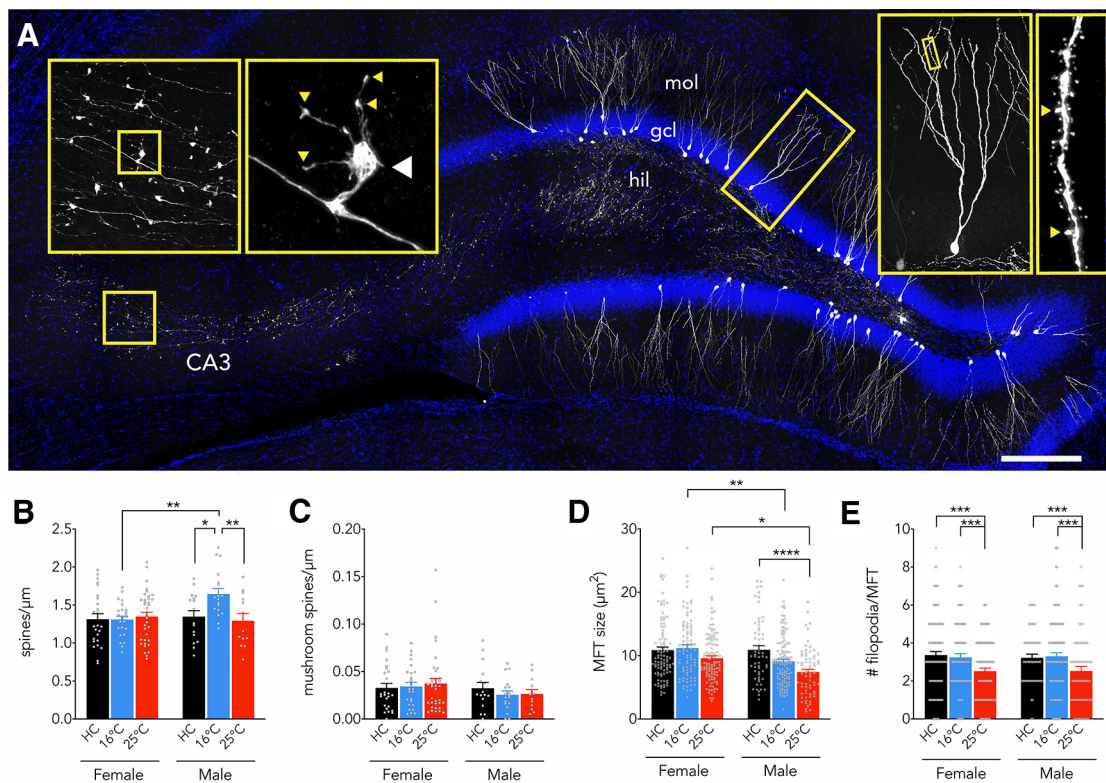 A
mol
gcl
hil
CA3
B
spines/µm
2.5
2.0
1.5
1.0
0.5
0.0
**
* **
HC 16°C 25°C HC 16°C 25°C
Female Male
C
mushroom spines/µm
0.20
0.15
0.10
0.05
0.00
HC 16°C 25°C HC 16°C 25°C
Female Male
D
MFT size (µm²)
30
20
10
0
**
*
****
HC 16°C 25°C HC 16°C 25°C
Female Male
E
# filopodia/MFT
10
8
6
4
2
0
*** ***
*** ***
HC 16°C 25°C HC 16°C 25°C
Female Male